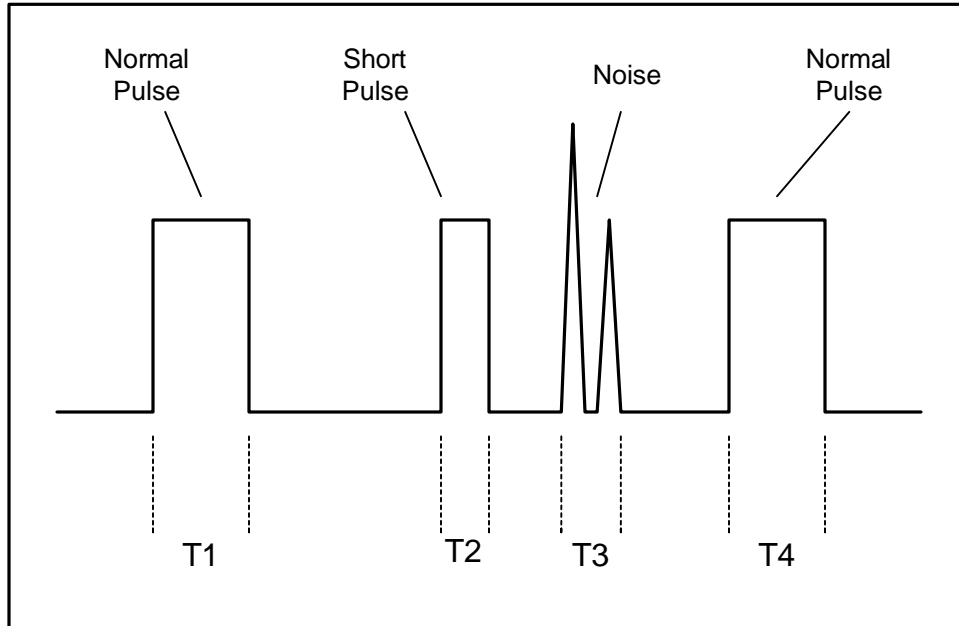 Normal
Pulse
Short
Pulse
Noise
Normal
Pulse
T1
T2
T3
T4